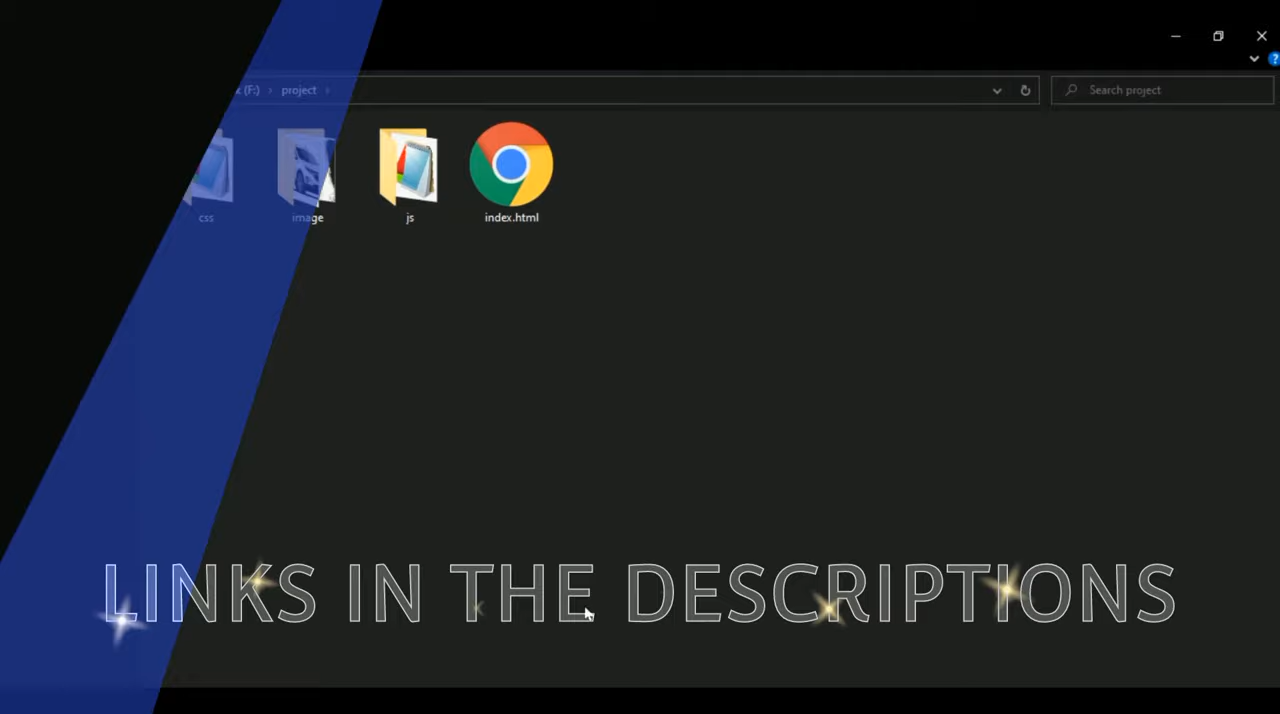 (F:) › project ›
Search project
css
image
js
index.html
LINKS IN THE DESCRIPTIONS